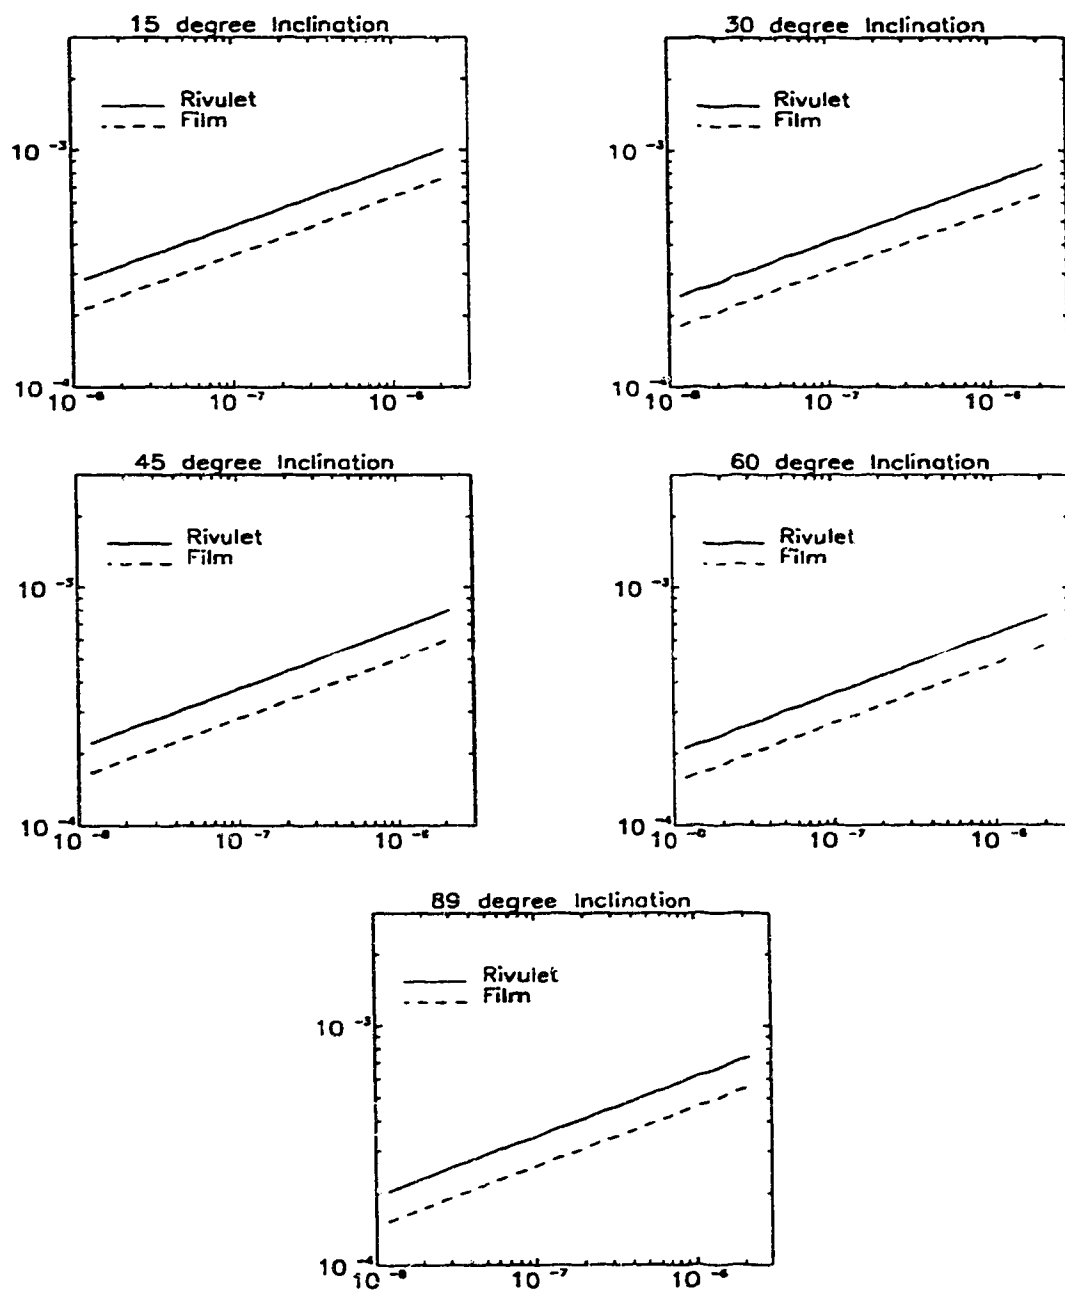 15 degree Inclination
Rivulet
Film
10 -3
10 -4
10 -8 10 -7 10 -6
30 degree Inclination
Rivulet
Film
10 -3
10 -4
10 -8 10 -7 10 -6
45 degree Inclination
Rivulet
Film
10 -3
10 -4
10 -8 10 -7 10 -6
60 degree Inclination
Rivulet
Film
10 -3
10 -4
10 -8 10 -7 10 -6
89 degree Inclination
Rivulet
Film
10 -3
10 -4
10 -8 10 -7 10 -6